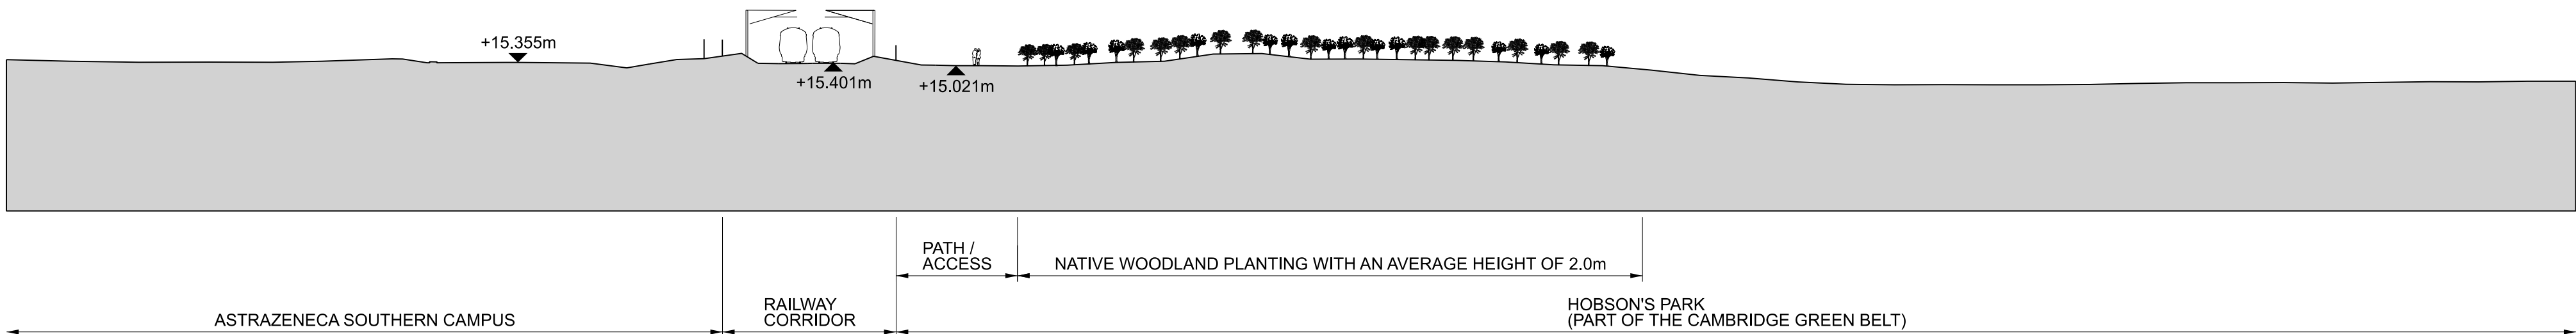 +15.355m
+15.401m
+15.021m
PATH /
ACCESS
NATIVE WOODLAND PLANTING WITH AN AVERAGE HEIGHT OF 2.0m
ASTRAZENECA SOUTHERN CAMPUS
RAILWAY
CORRIDOR
HOBSON'S PARK
(PART OF THE CAMBRIDGE GREEN BELT)